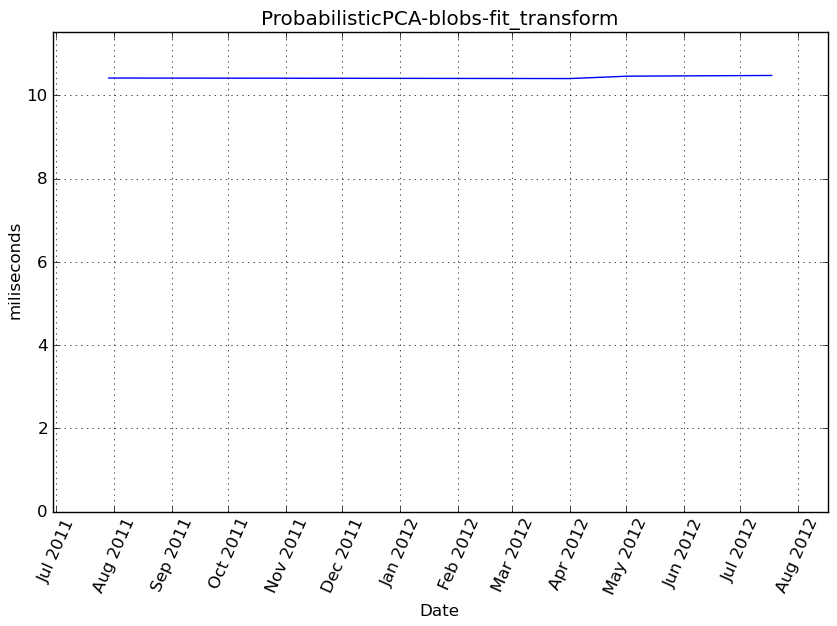 ProbabilisticPCA-blobs-fit_transform
10
8
6
4
2
0
miliseconds
Jul 2011
Aug 2011
Sep 2011
Oct 2011
Nov 2011
Dec 2011
Jan 2012
Feb 2012
Mar 2012
Apr 2012
May 2012
Jun 2012
Jul 2012
Aug 2012
Date